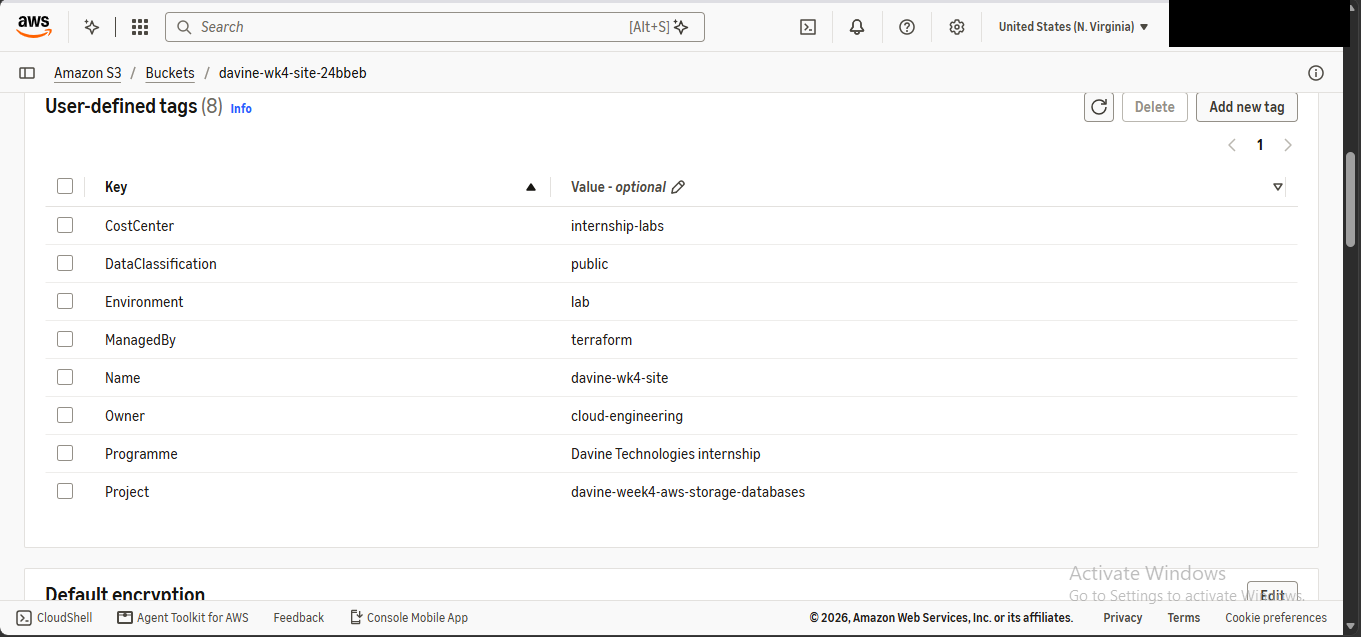 aws
Search [Alt+S]
United States (N. Virginia)
Amazon S3 / Buckets / davine-wk4-site-24bbeb
User-defined tags (8) Info
Delete
Add new tag
1
Key
Value - optional
CostCenter internship-labs
DataClassification public
Environment lab
ManagedBy terraform
Name davine-wk4-site
Owner cloud-engineering
Programme Davine Technologies internship
Project davine-week4-aws-storage-databases
Default encryption
Edit
Activate Windows
Go to Settings to activate Windows.
CloudShell
Agent Toolkit for AWS
Feedback
Console Mobile App
© 2026, Amazon Web Services, Inc. or its affiliates.
Privacy
Terms
Cookie preferences